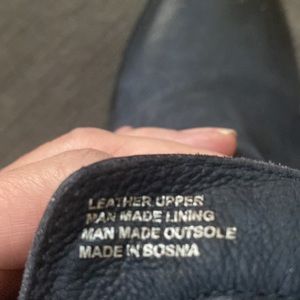 LEATHER UPPER
MAN MADE LINING
MAN MADE OUTSOLE
MADE IN BOSNIA